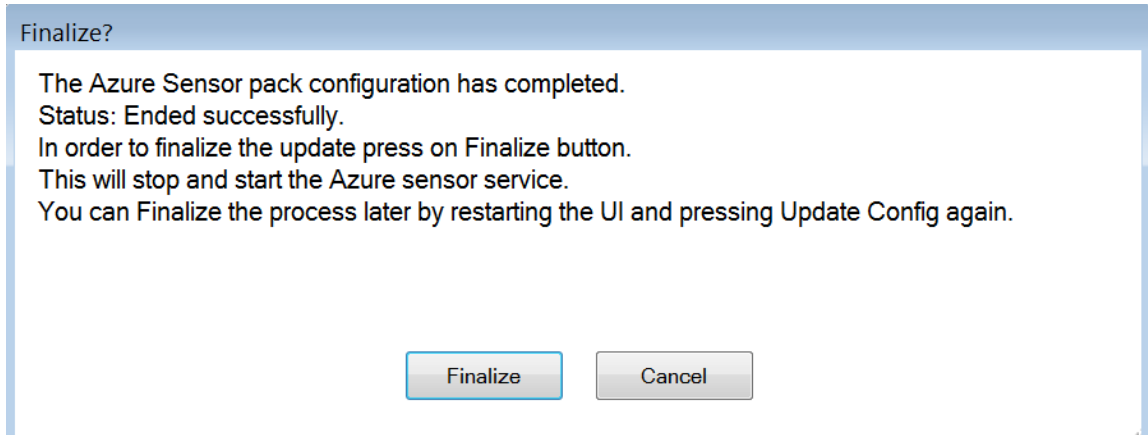 Finalize?
The Azure Sensor pack configuration has completed.
Status: Ended successfully.
In order to finalize the update press on Finalize button.
This will stop and start the Azure sensor service.
You can Finalize the process later by restarting the UI and pressing Update Config again.
Finalize
Cancel